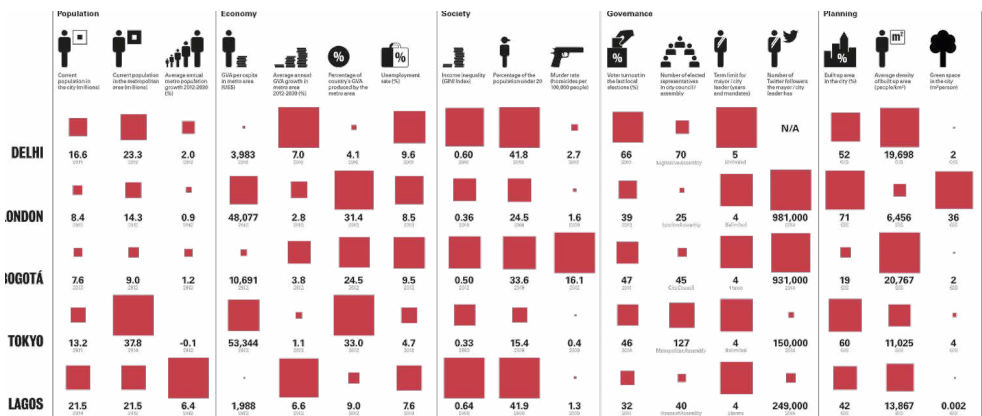 Population Economy Society Governance Planning
% % % m²
Current population in the city (millions)
Current population in the metropolitan area (millions)
Average annual metro population growth 2012-2030 (%)
GVA per capita in metro area (US$)
Average annual GVA growth in metro area 2012-2030 (%)
Percentage of country's GVA produced by the metro area
Unemployment rate (%)
Income inequality (GINI Index)
Percentage of the population under 20
Murder rate (homicides per 100,000 people)
Voter turnout in the last local elections (%)
Number of elected representatives in city council / assembly
Term limit for mayor / city leader (years and mandates)
Number of Twitter followers the mayor / city leader has
Built-up area in the city (%)
Average density of built-up area (people/km²)
Green space in the city (m²/person)
N/A
DELHI 16.6 23.3 2.0 3,983 7.0 4.1 9.6 0.60 41.8 2.7 66 70 5 52 19,698 2
LONDON 8.4 14.3 0.9 48,077 2.8 31.4 8.5 0.36 24.5 1.6 39 25 4 981,000 71 6,456 36
BOGOTÁ 7.6 9.0 1.2 10,691 3.8 24.5 9.5 0.50 33.6 16.1 47 45 4 931,000 19 20,767 2
TOKYO 13.2 37.8 -0.1 53,344 1.1 33.0 4.7 0.33 15.4 0.4 46 127 4 150,000 60 11,025 4
LAGOS 21.5 21.5 6.4 1,988 6.6 9.0 7.6 0.64 41.9 1.3 32 40 4 249,000 42 13,867 0.002